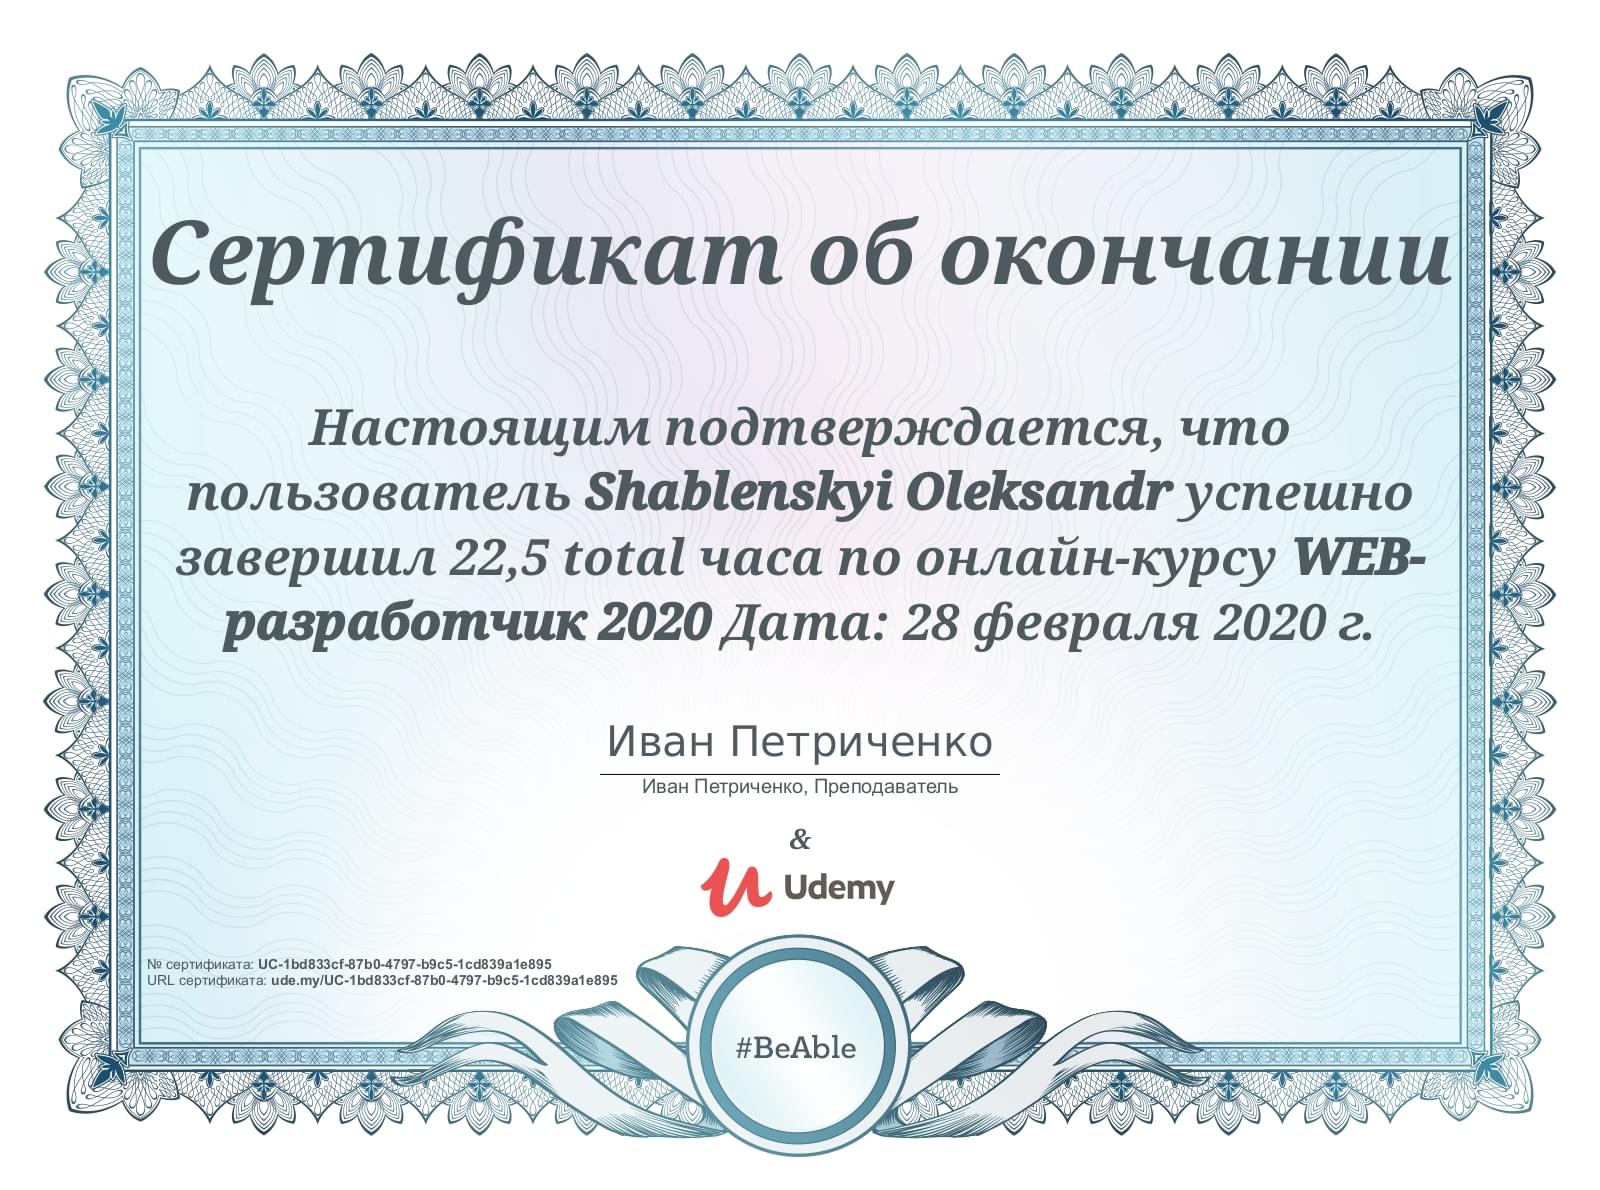 Сертификат об окончании
Настоящим подтверждается, что
пользователь Shablenskyi Oleksandr успешно
завершил 22,5 total часа по онлайн-курсу WEB-
разработчик 2020 Дата: 28 февраля 2020 г.
Иван Петриченко
Иван Петриченко, Преподаватель
&
Udemy
№ сертификата: UC-1bd833cf-87b0-4797-b9c5-1cd839a1e895
URL сертификата: ude.my/UC-1bd833cf-87b0-4797-b9c5-1cd839a1e895
#BeAble